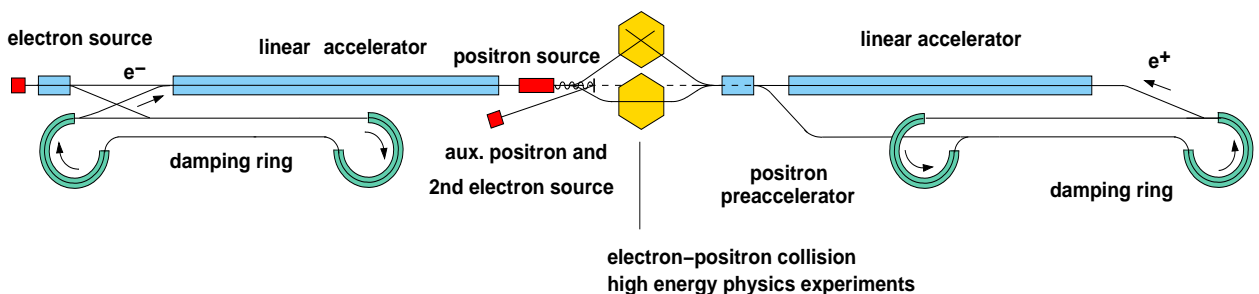 electron source
linear accelerator
positron source
linear accelerator
e−
e+
damping ring
aux. positron and
2nd electron source
positron
preaccelerator
damping ring
electron−positron collision
high energy physics experiments